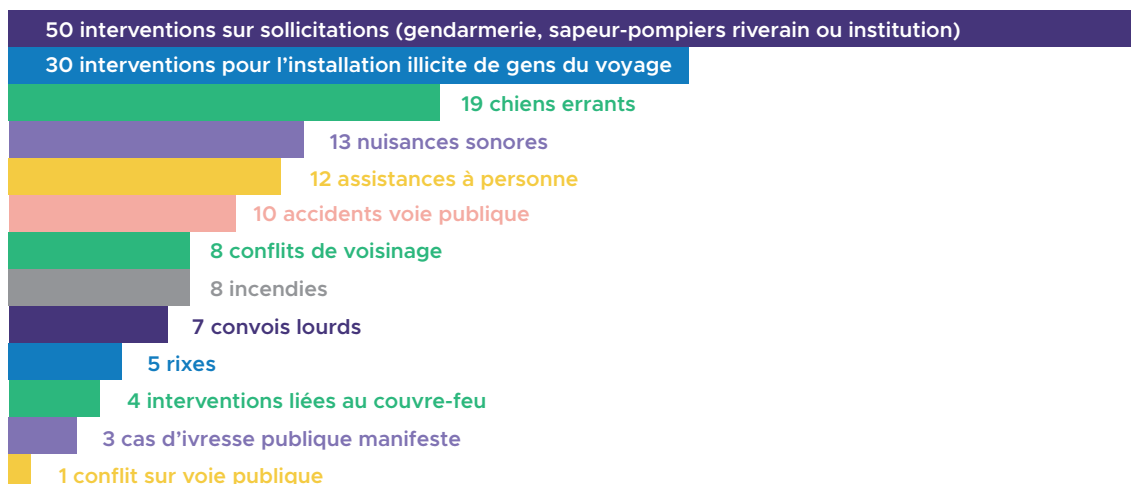 50 interventions sur sollicitations (gendarmerie, sapeur-pompiers riverain ou institution)
30 interventions pour l'installation illicite de gens du voyage
19 chiens errants
13 nuisances sonores
12 assistances à personne
10 accidents voie publique
8 conflits de voisinage
8 incendies
7 convois lourds
5 rixes
4 interventions liées au couvre-feu
3 cas d'ivresse publique manifeste
1 conflit sur voie publique